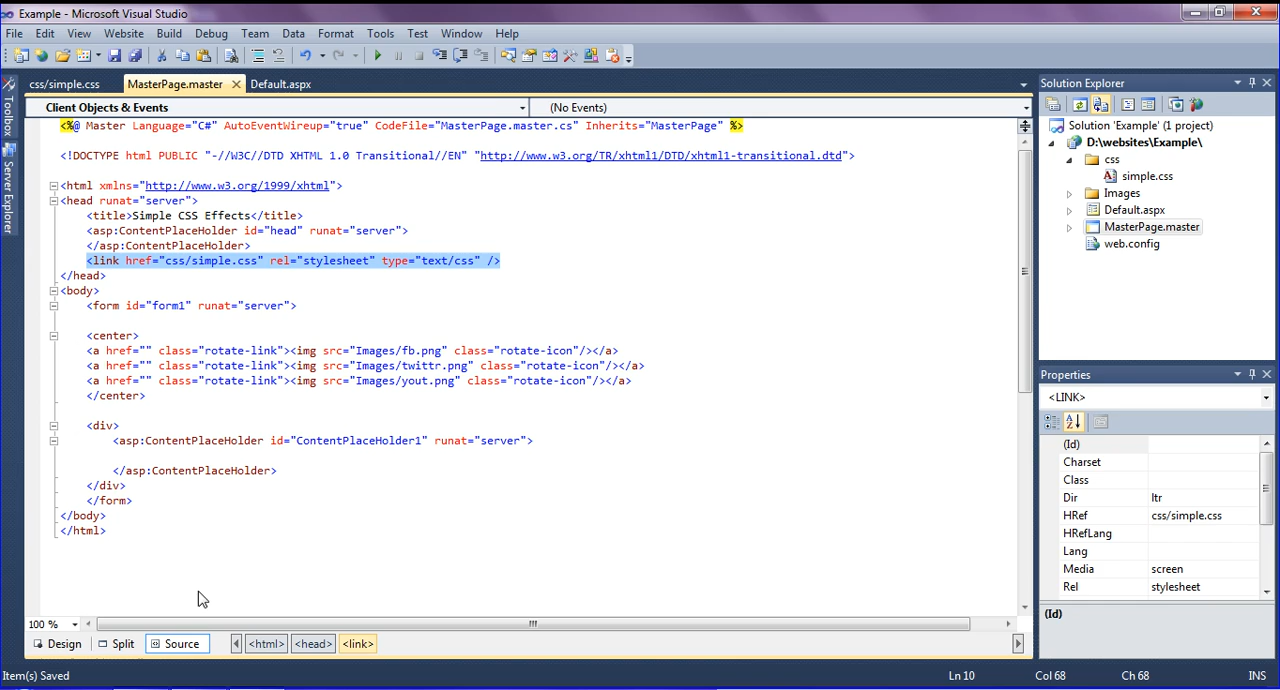 Example - Microsoft Visual Studio
File Edit View Website Build Debug Team Data Format Tools Test Window Help
css/simple.css MasterPage.master Default.aspx
Client Objects & Events (No Events)
Toolbox
Server Explorer
<%@ Master Language="C#" AutoEventWireup="true" CodeFile="MasterPage.master.cs" Inherits="MasterPage" %>
<!DOCTYPE html PUBLIC "-//W3C//DTD XHTML 1.0 Transitional//EN" "http://www.w3.org/TR/xhtml1/DTD/xhtml1-transitional.dtd">
<html xmlns="http://www.w3.org/1999/xhtml">
<head runat="server">
<title>Simple CSS Effects</title>
<asp:ContentPlaceHolder id="head" runat="server">
</asp:ContentPlaceHolder>
<link href="css/simple.css" rel="stylesheet" type="text/css" />
</head>
<body>
<form id="form1" runat="server">
<center>
<a href="" class="rotate-link"><img src="Images/fb.png" class="rotate-icon"/></a>
<a href="" class="rotate-link"><img src="Images/twittr.png" class="rotate-icon"/></a>
<a href="" class="rotate-link"><img src="Images/yout.png" class="rotate-icon"/></a>
</center>
<div>
<asp:ContentPlaceHolder id="ContentPlaceHolder1" runat="server">
</asp:ContentPlaceHolder>
</div>
</form>
</body>
</html>
100 %
Design Split Source <html> <head> <link>
Solution Explorer
Solution 'Example' (1 project)
D:\websites\Example\
css
simple.css
Images
Default.aspx
MasterPage.master
web.config
Properties
<LINK>
(Id)
Charset
Class
Dir ltr
HRef css/simple.css
HRefLang
Lang
Media screen
Rel stylesheet
(Id)
Item(s) Saved Ln 10 Col 68 Ch 68 INS